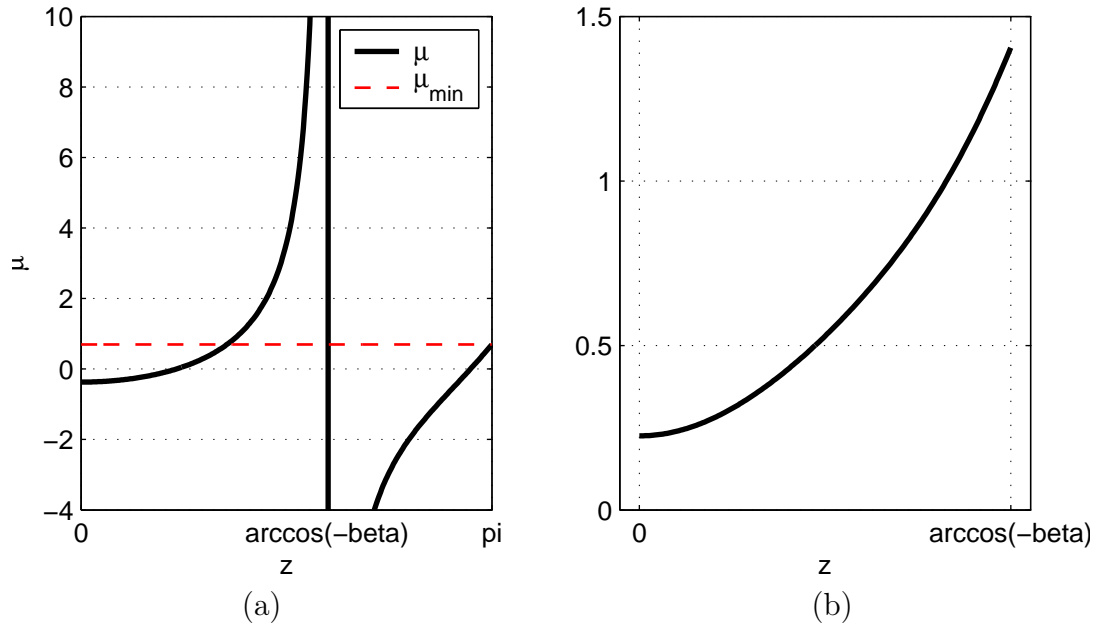 10
8
6
4
2
0
−2
−4
μ
μ
μ_min
0
arccos(−beta)
pi
z
(a)
1.5
1
0.5
0
0
arccos(−beta)
z
(b)